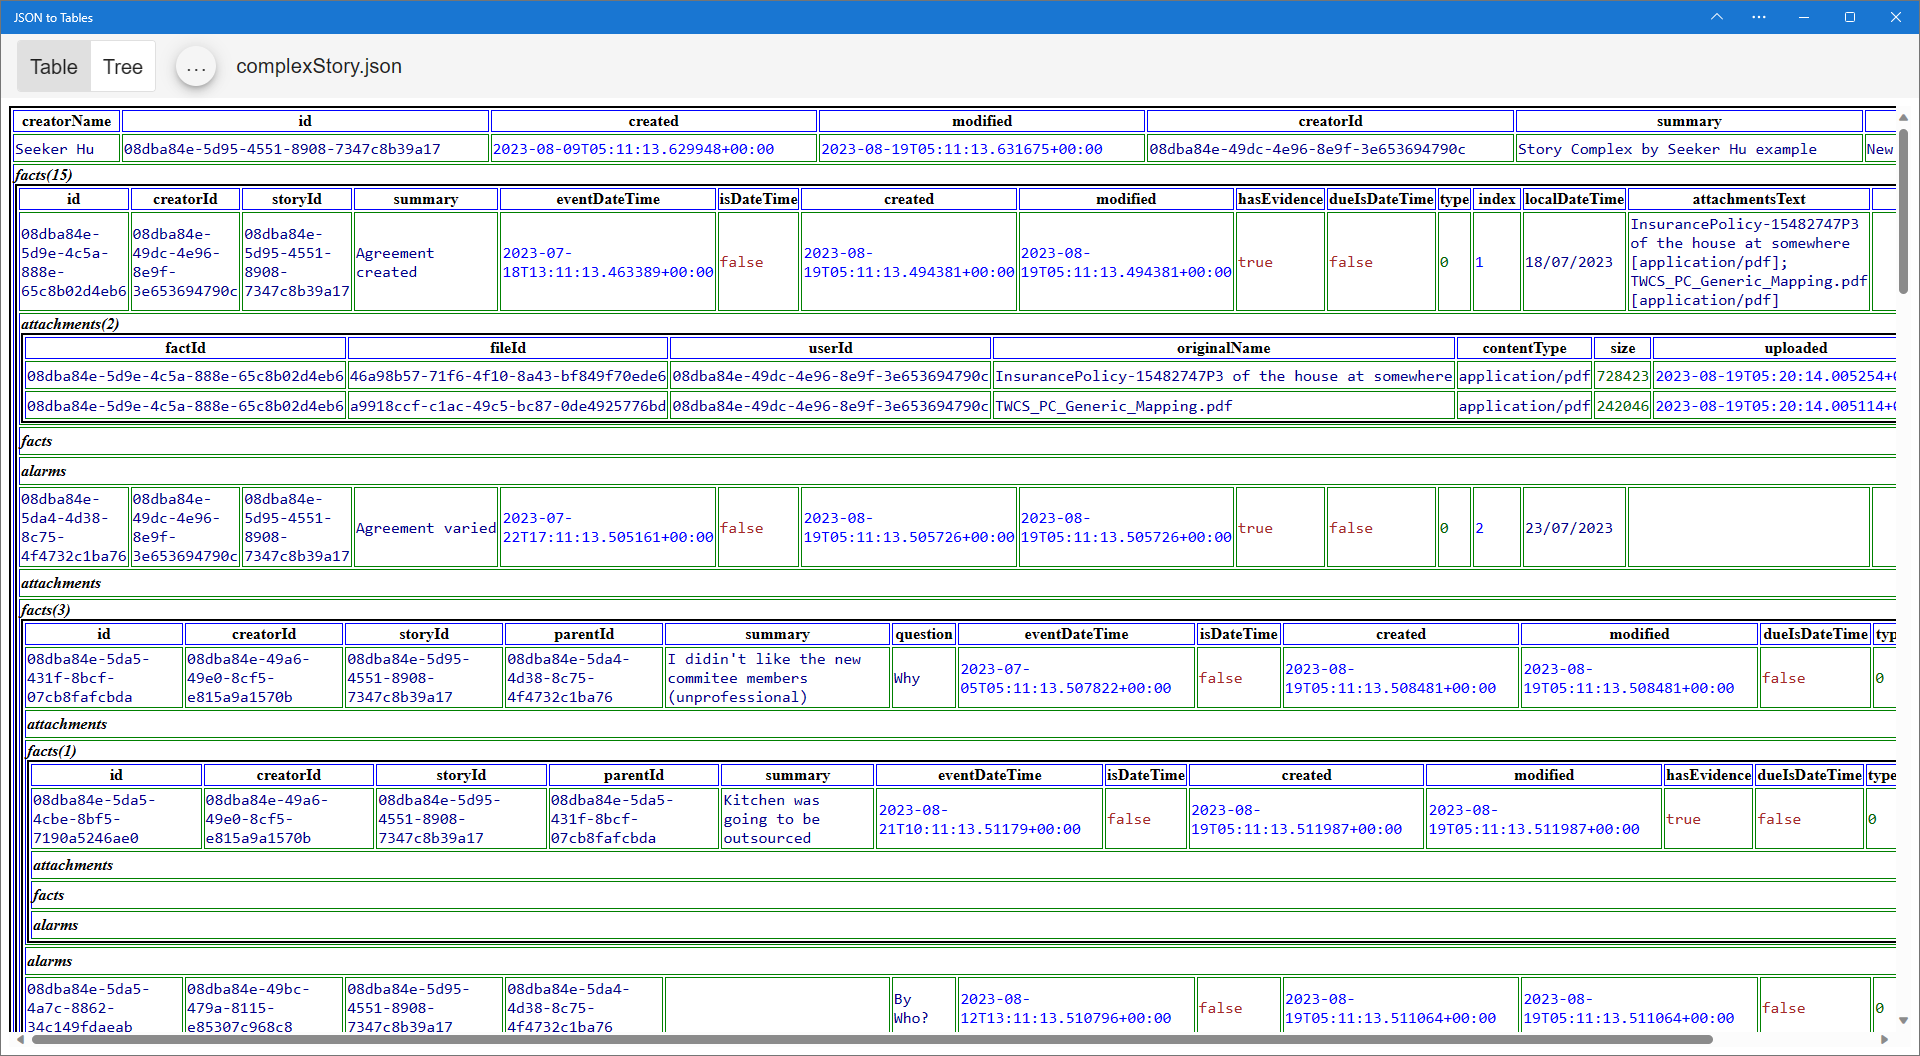 JSON to Tables
Table Tree ... complexStory.json
creatorName id created modified creatorId summary
Seeker Hu 08dba84e-5d95-4551-8908-7347c8b39a17 2023-08-09T05:11:13.629948+00:00 2023-08-19T05:11:13.631675+00:00 08dba84e-49dc-4e96-8e9f-3e653694790c Story Complex by Seeker Hu example New
facts(15)
id creatorId storyId summary eventDateTime isDateTime created modified hasEvidence dueIsDateTime type index localDateTime attachmentsText
08dba84e-
5d9e-4c5a-
888e-
65c8b02d4eb6
08dba84e-
49dc-4e96-
8e9f-
3e653694790c
08dba84e-
5d95-4551-
8908-
7347c8b39a17
Agreement
created
2023-07-
18T13:11:13.463389+00:00
false
2023-08-
19T05:11:13.494381+00:00
2023-08-
19T05:11:13.494381+00:00
true
false
0
1
18/07/2023
InsurancePolicy-15482747P3
of the house at somewhere
[application/pdf];
TWCS_PC_Generic_Mapping.pdf
[application/pdf]
attachments(2)
factId fileId userId originalName contentType size uploaded
08dba84e-5d9e-4c5a-888e-65c8b02d4eb6 46a98b57-71f6-4f10-8a43-bf849f70ede6 08dba84e-49dc-4e96-8e9f-3e653694790c InsurancePolicy-15482747P3 of the house at somewhere application/pdf 728423 2023-08-19T05:20:14.005254+0
08dba84e-5d9e-4c5a-888e-65c8b02d4eb6 a9918ccf-c1ac-49c5-bc87-0de4925776bd 08dba84e-49dc-4e96-8e9f-3e653694790c TWCS_PC_Generic_Mapping.pdf application/pdf 242046 2023-08-19T05:20:14.005114+0
facts
alarms
08dba84e-
5da4-4d38-
8c75-
4f4732c1ba76
08dba84e-
49dc-4e96-
8e9f-
3e653694790c
08dba84e-
5d95-4551-
8908-
7347c8b39a17
Agreement varied
2023-07-
22T17:11:13.505161+00:00
false
2023-08-
19T05:11:13.505726+00:00
2023-08-
19T05:11:13.505726+00:00
true
false
0
2
23/07/2023
attachments
facts(3)
id creatorId storyId parentId summary question eventDateTime isDateTime created modified dueIsDateTime typ
08dba84e-5da5-
431f-8bcf-
07cb8fafcbda
08dba84e-49a6-
49e0-8cf5-
e815a9a1570b
08dba84e-5d95-
4551-8908-
7347c8b39a17
08dba84e-5da4-
4d38-8c75-
4f4732c1ba76
I didin't like the new
commitee members
(unprofessional)
Why
2023-07-
05T05:11:13.507822+00:00
false
2023-08-
19T05:11:13.508481+00:00
2023-08-
19T05:11:13.508481+00:00
false
0
attachments
facts(1)
id creatorId storyId parentId summary eventDateTime isDateTime created modified hasEvidence dueIsDateTime type
08dba84e-5da5-
4cbe-8bf5-
7190a5246ae0
08dba84e-49a6-
49e0-8cf5-
e815a9a1570b
08dba84e-5d95-
4551-8908-
7347c8b39a17
08dba84e-5da5-
431f-8bcf-
07cb8fafcbda
Kitchen was
going to be
outsourced
2023-08-
21T10:11:13.51179+00:00
false
2023-08-
19T05:11:13.511987+00:00
2023-08-
19T05:11:13.511987+00:00
true
false
0
attachments
facts
alarms
alarms
08dba84e-5da5-
4a7c-8862-
34c149fdaeab
08dba84e-49bc-
479a-8115-
e85307c968c8
08dba84e-5d95-
4551-8908-
7347c8b39a17
08dba84e-5da4-
4d38-8c75-
4f4732c1ba76
By
Who?
2023-08-
12T13:11:13.510796+00:00
false
2023-08-
19T05:11:13.511064+00:00
2023-08-
19T05:11:13.511064+00:00
false
0